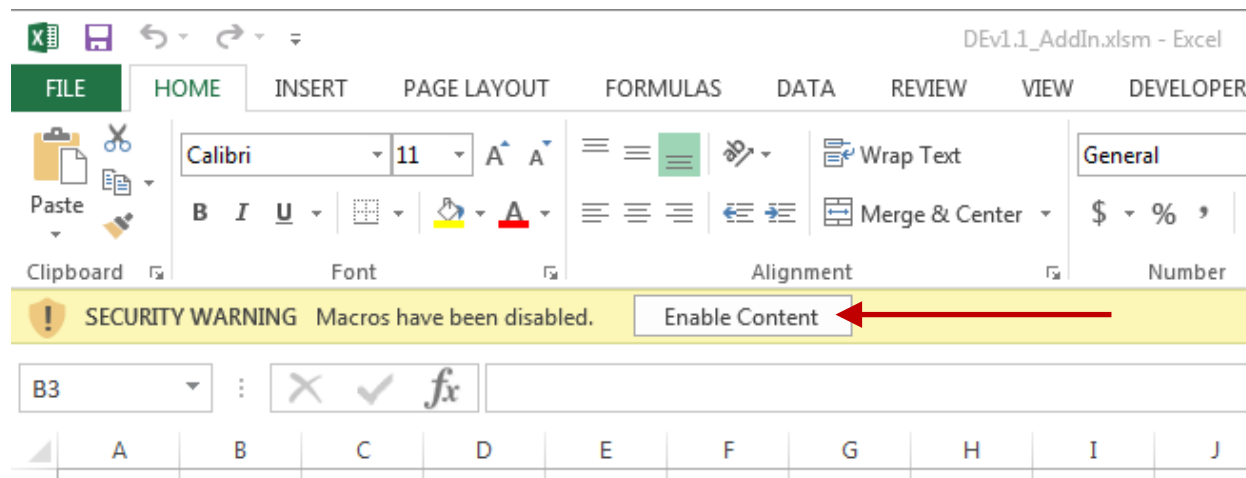 DEv1.1_AddIn.xlsm - Excel
FILE HOME INSERT PAGE LAYOUT FORMULAS DATA REVIEW VIEW DEVELOPER
Calibri 11 A A Wrap Text General
Paste B I U A Merge & Center $ % ,
Clipboard Font Alignment Number
! SECURITY WARNING Macros have been disabled. Enable Content
B3 fx
A B C D E F G H I J